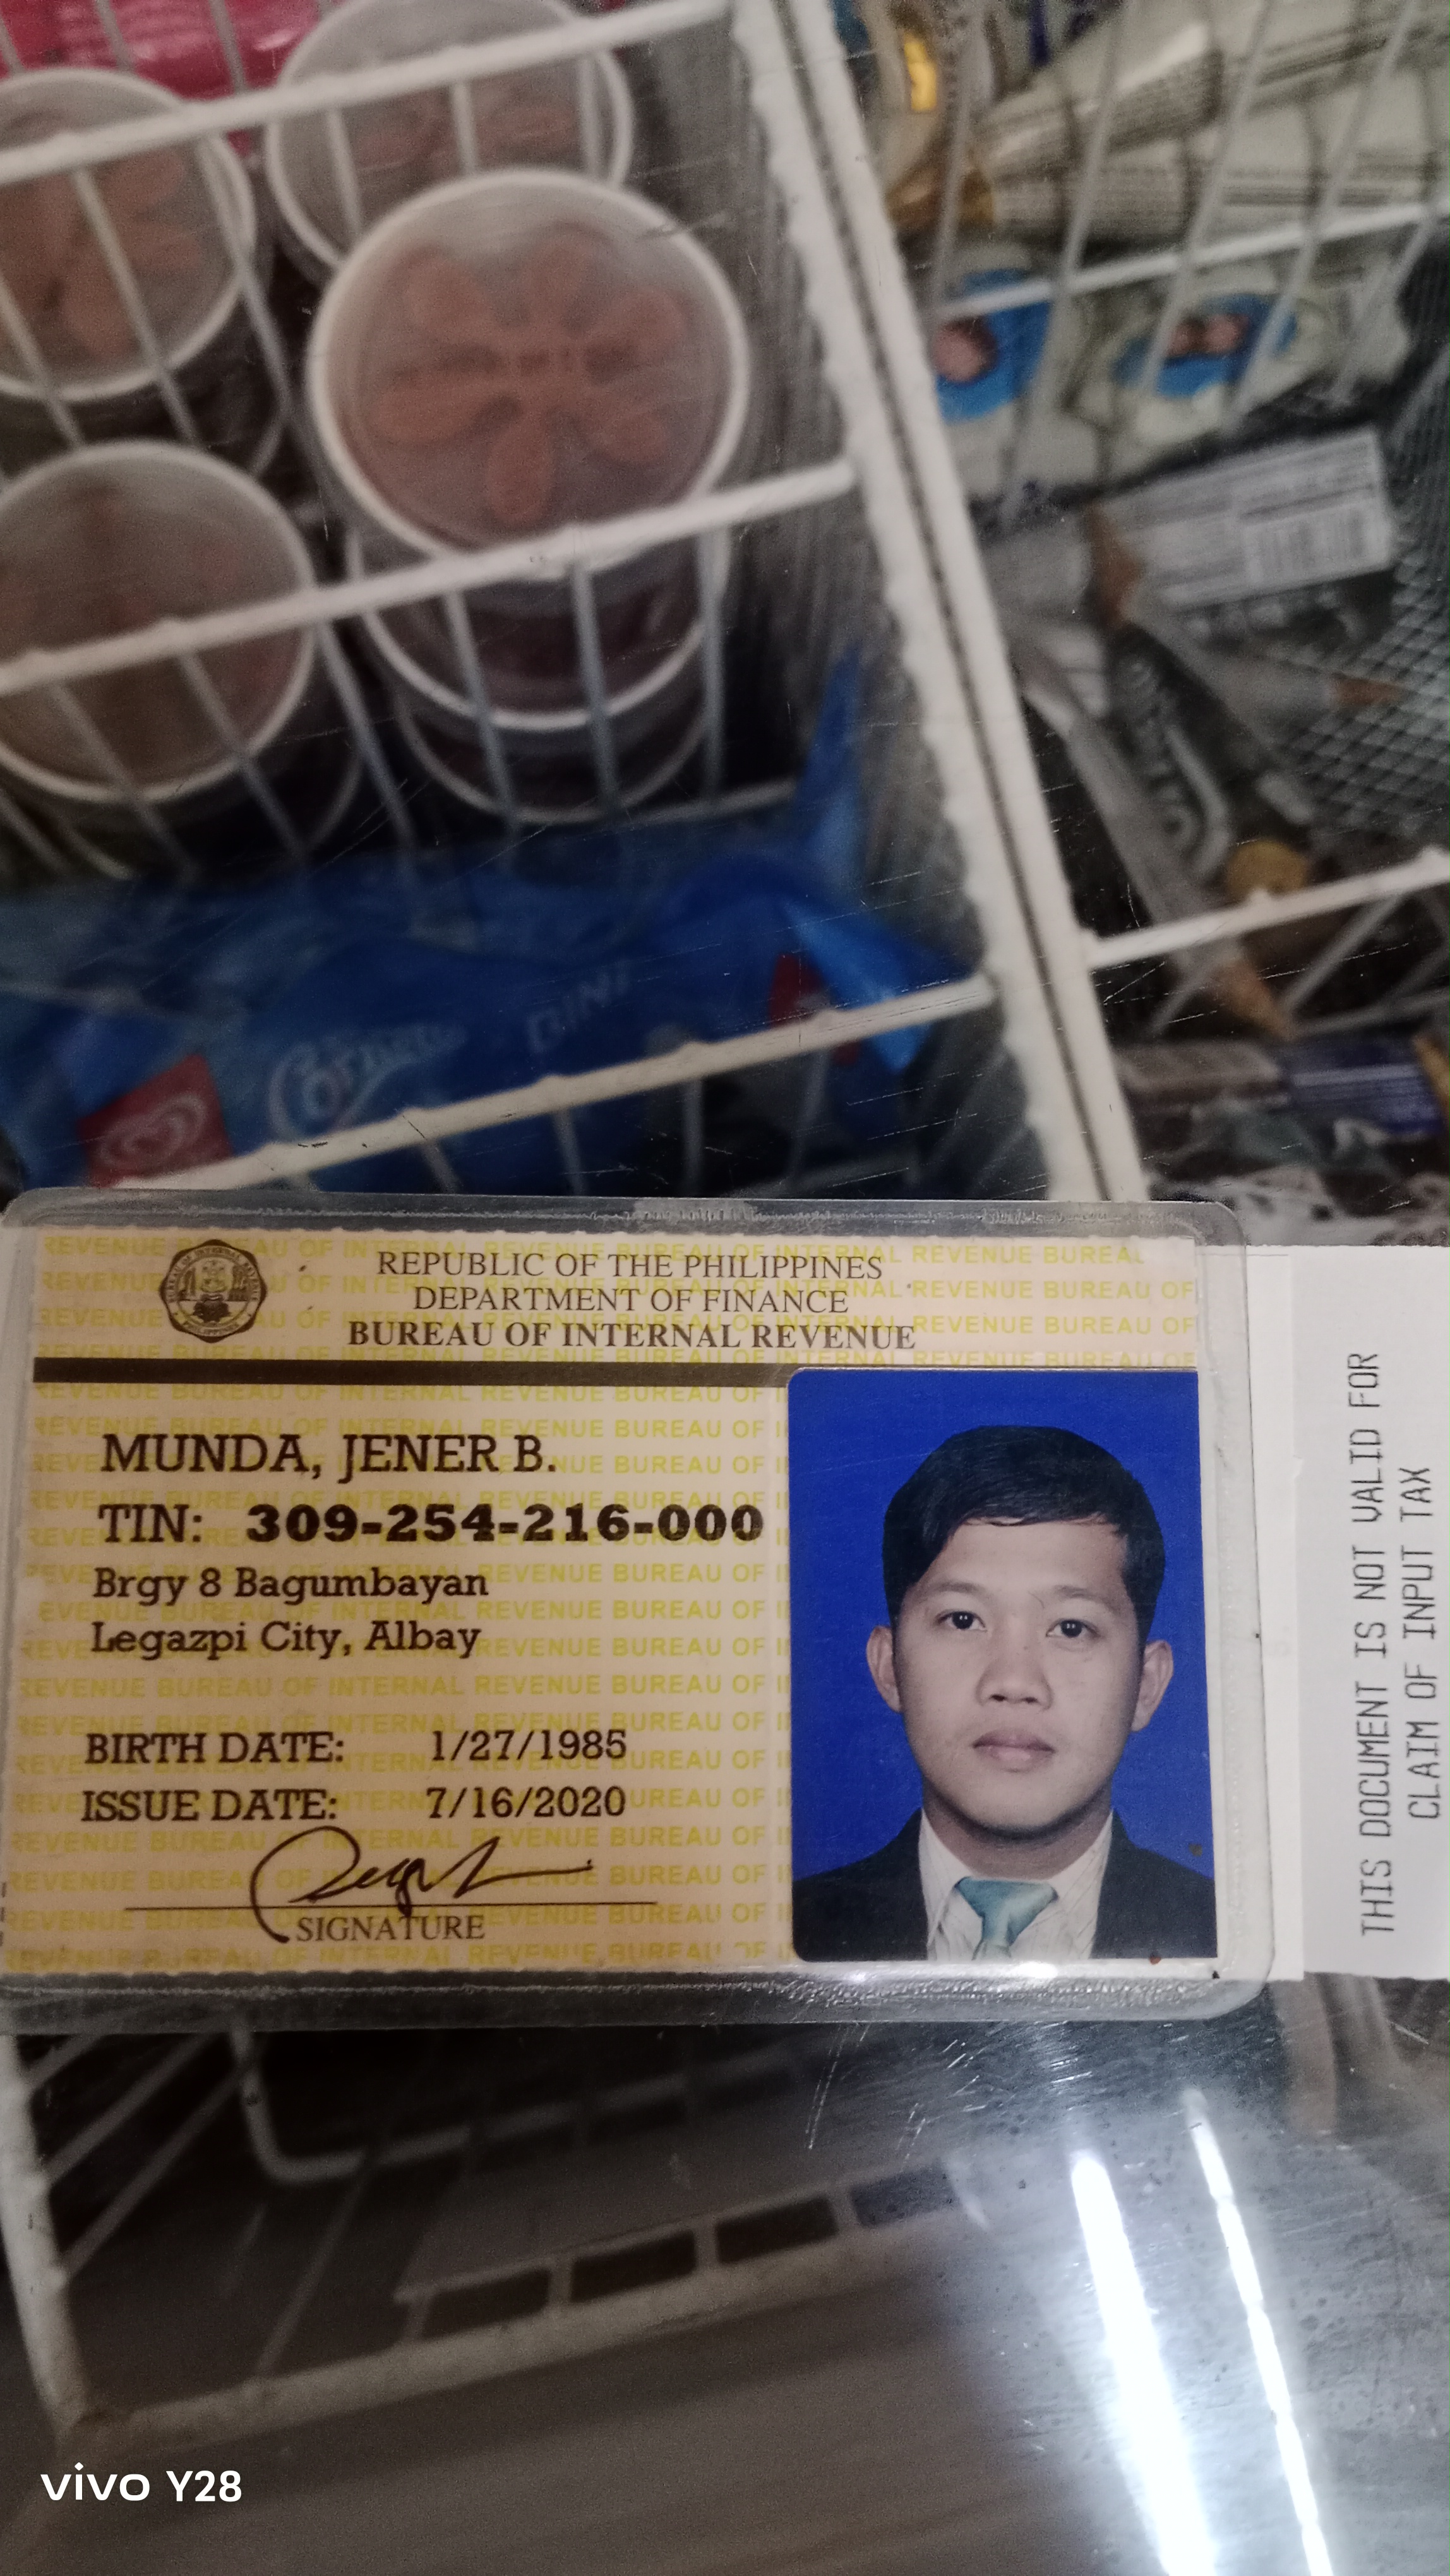 Cornetto
REPUBLIC OF THE PHILIPPINES
DEPARTMENT OF FINANCE
BUREAU OF INTERNAL REVENUE
MUNDA, JENER B.
TIN: 309-254-216-000
Brgy 8 Bagumbayan
Legazpi City, Albay
BIRTH DATE: 1/27/1985
ISSUE DATE: 7/16/2020
SIGNATURE
THIS DOCUMENT IS NOT VALID FOR
CLAIM OF INPUT TAX
vivo Y28